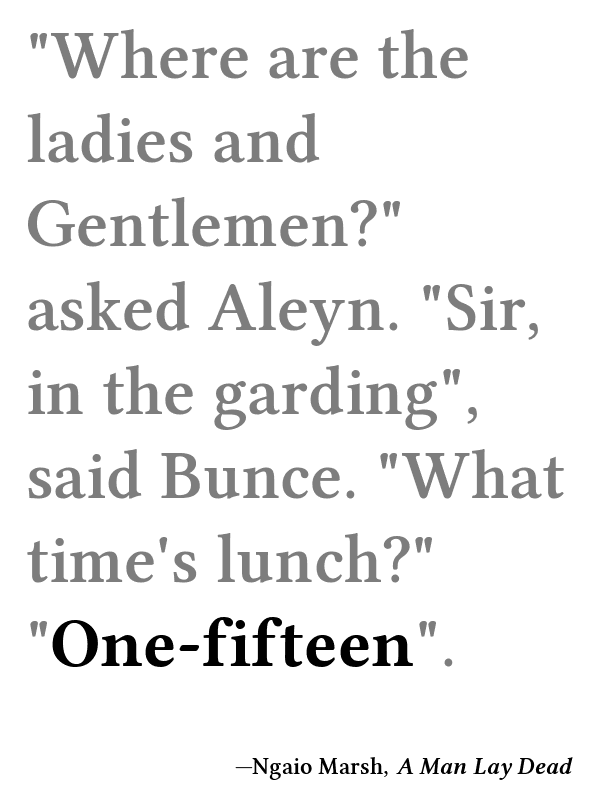 "Where are the
ladies and
Gentlemen?"
asked Aleyn. "Sir,
in the garding",
said Bunce. "What
time's lunch?"
"One-fifteen".
—Ngaio Marsh, A Man Lay Dead